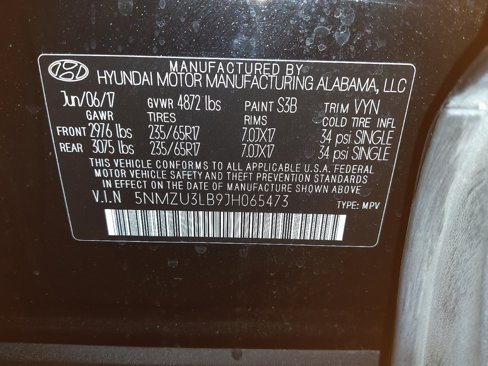 MANUFACTURED BY
HYUNDAI MOTOR MANUFACTURING ALABAMA, LLC
Jun/06/17 GVWR 4872 lbs PAINT S3B TRIM VYN
GAWR TIRES RIMS COLD TIRE INFL
FRONT 2976 lbs 235/65R17 7.0JX17 34 psi SINGLE
REAR 3075 lbs 235/65R17 7.0JX17 34 psi SINGLE
THIS VEHICLE CONFORMS TO ALL APPLICABLE U.S.A. FEDERAL
MOTOR VEHICLE SAFETY AND THEFT PREVENTION STANDARDS
IN EFFECT ON THE DATE OF MANUFACTURE SHOWN ABOVE.
V.I.N 5NMZU3LB9JH065473 TYPE: MPV